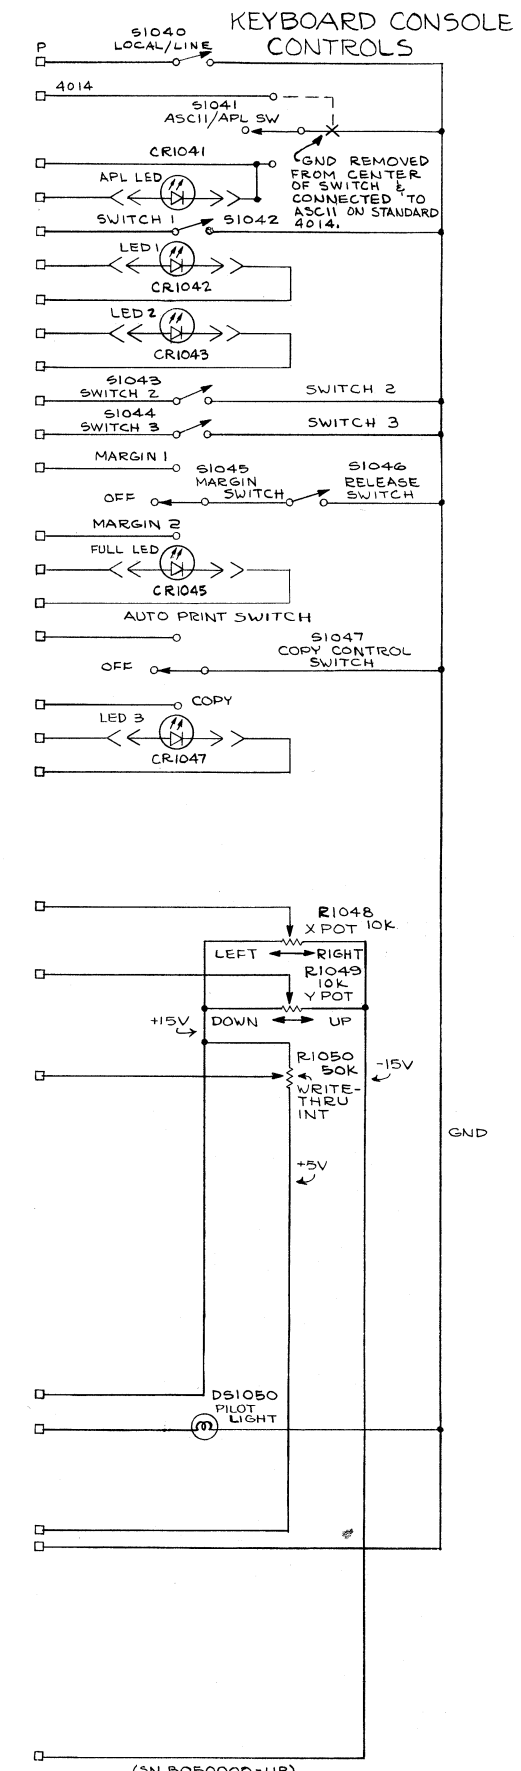 KEYBOARD CONSOLE
CONTROLS
P
S1040
LOCAL/LINE
4014
S1041
ASCII/APL SW
CR1041
APL LED
GND REMOVED
FROM CENTER
OF SWITCH &
CONNECTED TO
ASCII ON STANDARD
4014.
SWITCH 1
S1042
LED 1
CR1042
LED 2
CR1043
S1043
SWITCH 2
SWITCH 2
S1044
SWITCH 3
SWITCH 3
MARGIN 1
S1045
MARGIN
SWITCH
S1046
RELEASE
SWITCH
OFF
MARGIN 2
FULL LED
CR1045
AUTO PRINT SWITCH
S1047
COPY CONTROL
SWITCH
OFF
COPY
LED 3
CR1047
R1048
X POT 10K
LEFT
RIGHT
R1049
10K
Y POT
DOWN
UP
+15V
R1050
50K
WRITE-
THRU
INT
-15V
GND
+5V
DS1050
PILOT
LIGHT
(SN B050000-UP)